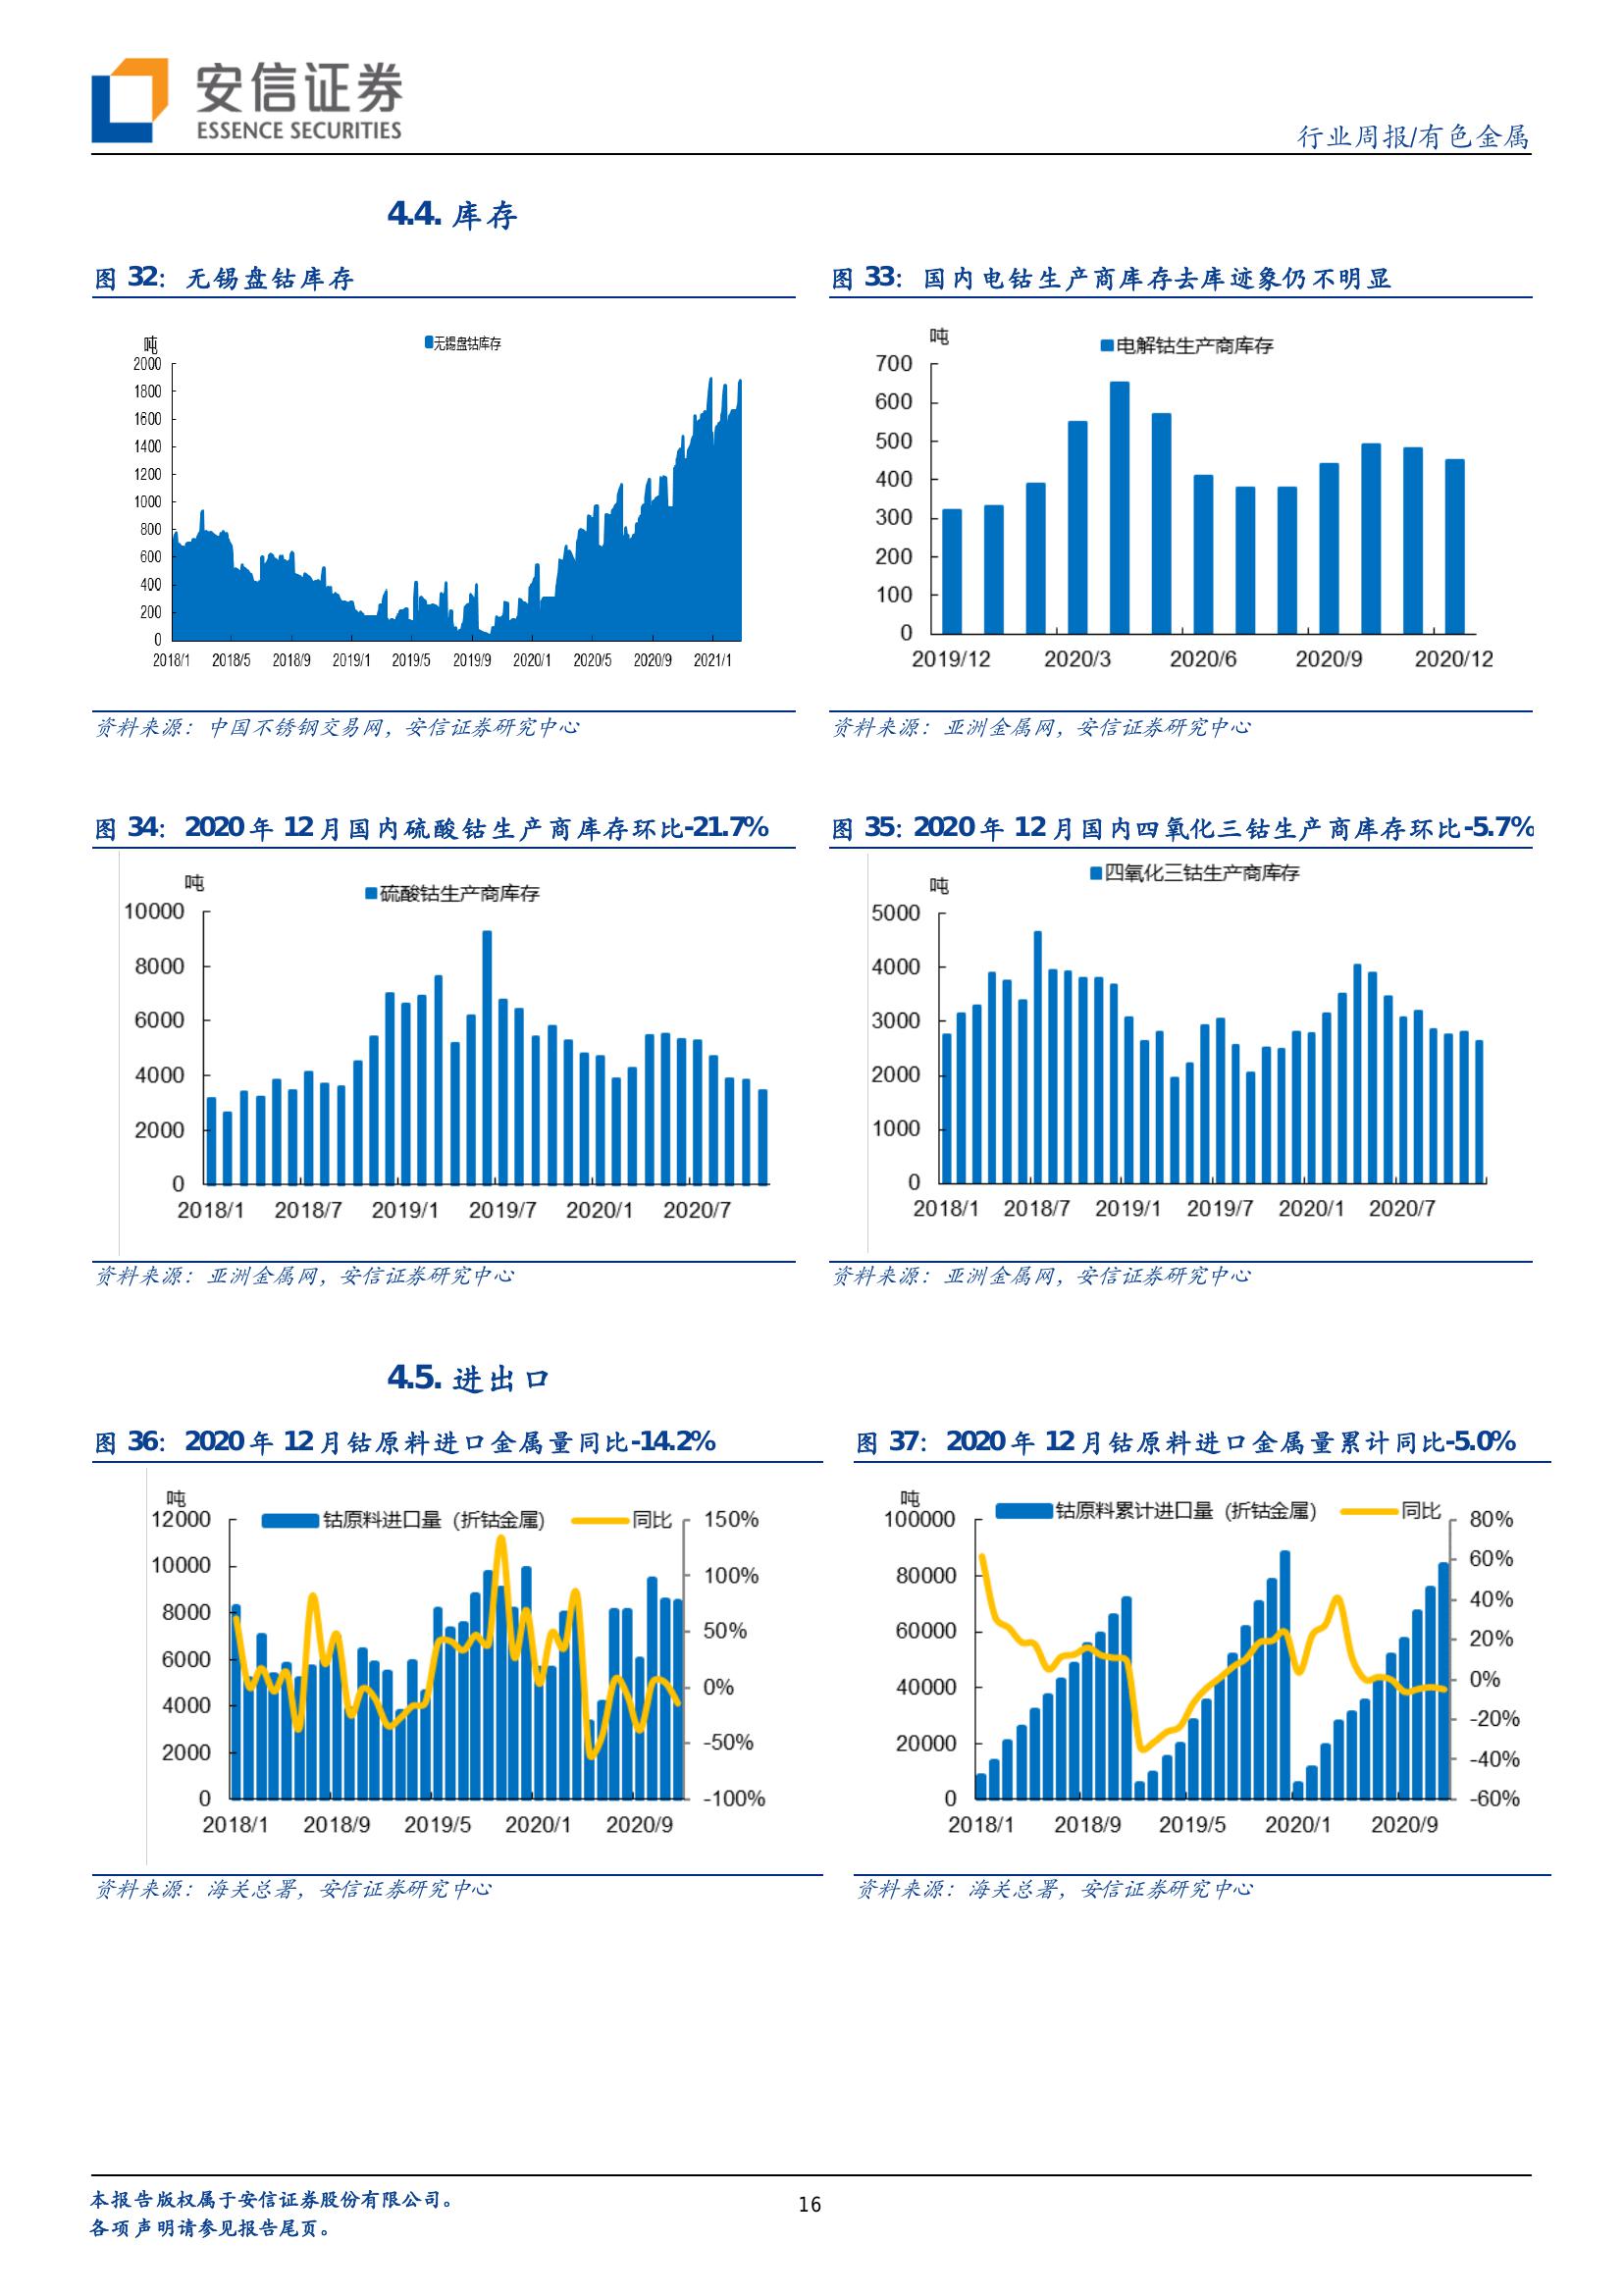 安信证券
ESSENCE SECURITIES
行业周报/有色金属
4.4. 库存
图 32：无锡盘钴库存
吨
无锡盘钴库存
2000
1800
1600
1400
1200
1000
800
600
400
200
0
2018/1 2018/5 2018/9 2019/1 2019/5 2019/9 2020/1 2020/5 2020/9 2021/1
资料来源：中国不锈钢交易网，安信证券研究中心
图 33：国内电钴生产商库存去库迹象仍不明显
吨
电解钴生产商库存
700
600
500
400
300
200
100
0
2019/12 2020/3 2020/6 2020/9 2020/12
资料来源：亚洲金属网，安信证券研究中心
图 34：2020 年 12 月国内硫酸钴生产商库存环比-21.7%
吨
硫酸钴生产商库存
10000
8000
6000
4000
2000
0
2018/1 2018/7 2019/1 2019/7 2020/1 2020/7
资料来源：亚洲金属网，安信证券研究中心
图 35：2020 年 12 月国内四氧化三钴生产商库存环比-5.7%
四氧化三钴生产商库存
吨
5000
4000
3000
2000
1000
0
2018/1 2018/7 2019/1 2019/7 2020/1 2020/7
资料来源：亚洲金属网，安信证券研究中心
4.5. 进出口
图 36：2020 年 12 月钴原料进口金属量同比-14.2%
吨
钴原料进口量（折钴金属） 同比
12000
10000
8000
6000
4000
2000
0
150%
100%
50%
0%
-50%
-100%
2018/1 2018/9 2019/5 2020/1 2020/9
资料来源：海关总署，安信证券研究中心
图 37：2020 年 12 月钴原料进口金属量累计同比-5.0%
吨
钴原料累计进口量（折钴金属） 同比
100000
80000
60000
40000
20000
0
80%
60%
40%
20%
0%
-20%
-40%
-60%
2018/1 2018/9 2019/5 2020/1 2020/9
资料来源：海关总署，安信证券研究中心
本报告版权属于安信证券股份有限公司。
各项声明请参见报告尾页。
16